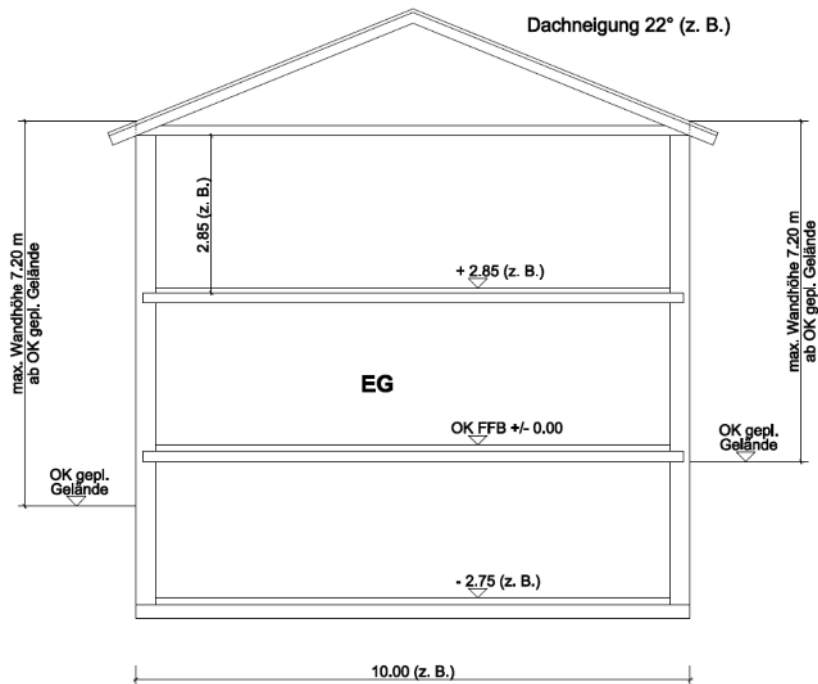 Dachneigung 22° (z. B.)
max. Wandhöhe 7.20 m
ab OK gepl. Gelände
2.85 (z. B.)
+ 2.85 (z. B.)
max. Wandhöhe 7.20 m
ab OK gepl. Gelände
EG
OK FFB +/- 0.00
OK gepl.
Gelände
OK gepl.
Gelände
- 2.75 (z. B.)
10.00 (z. B.)